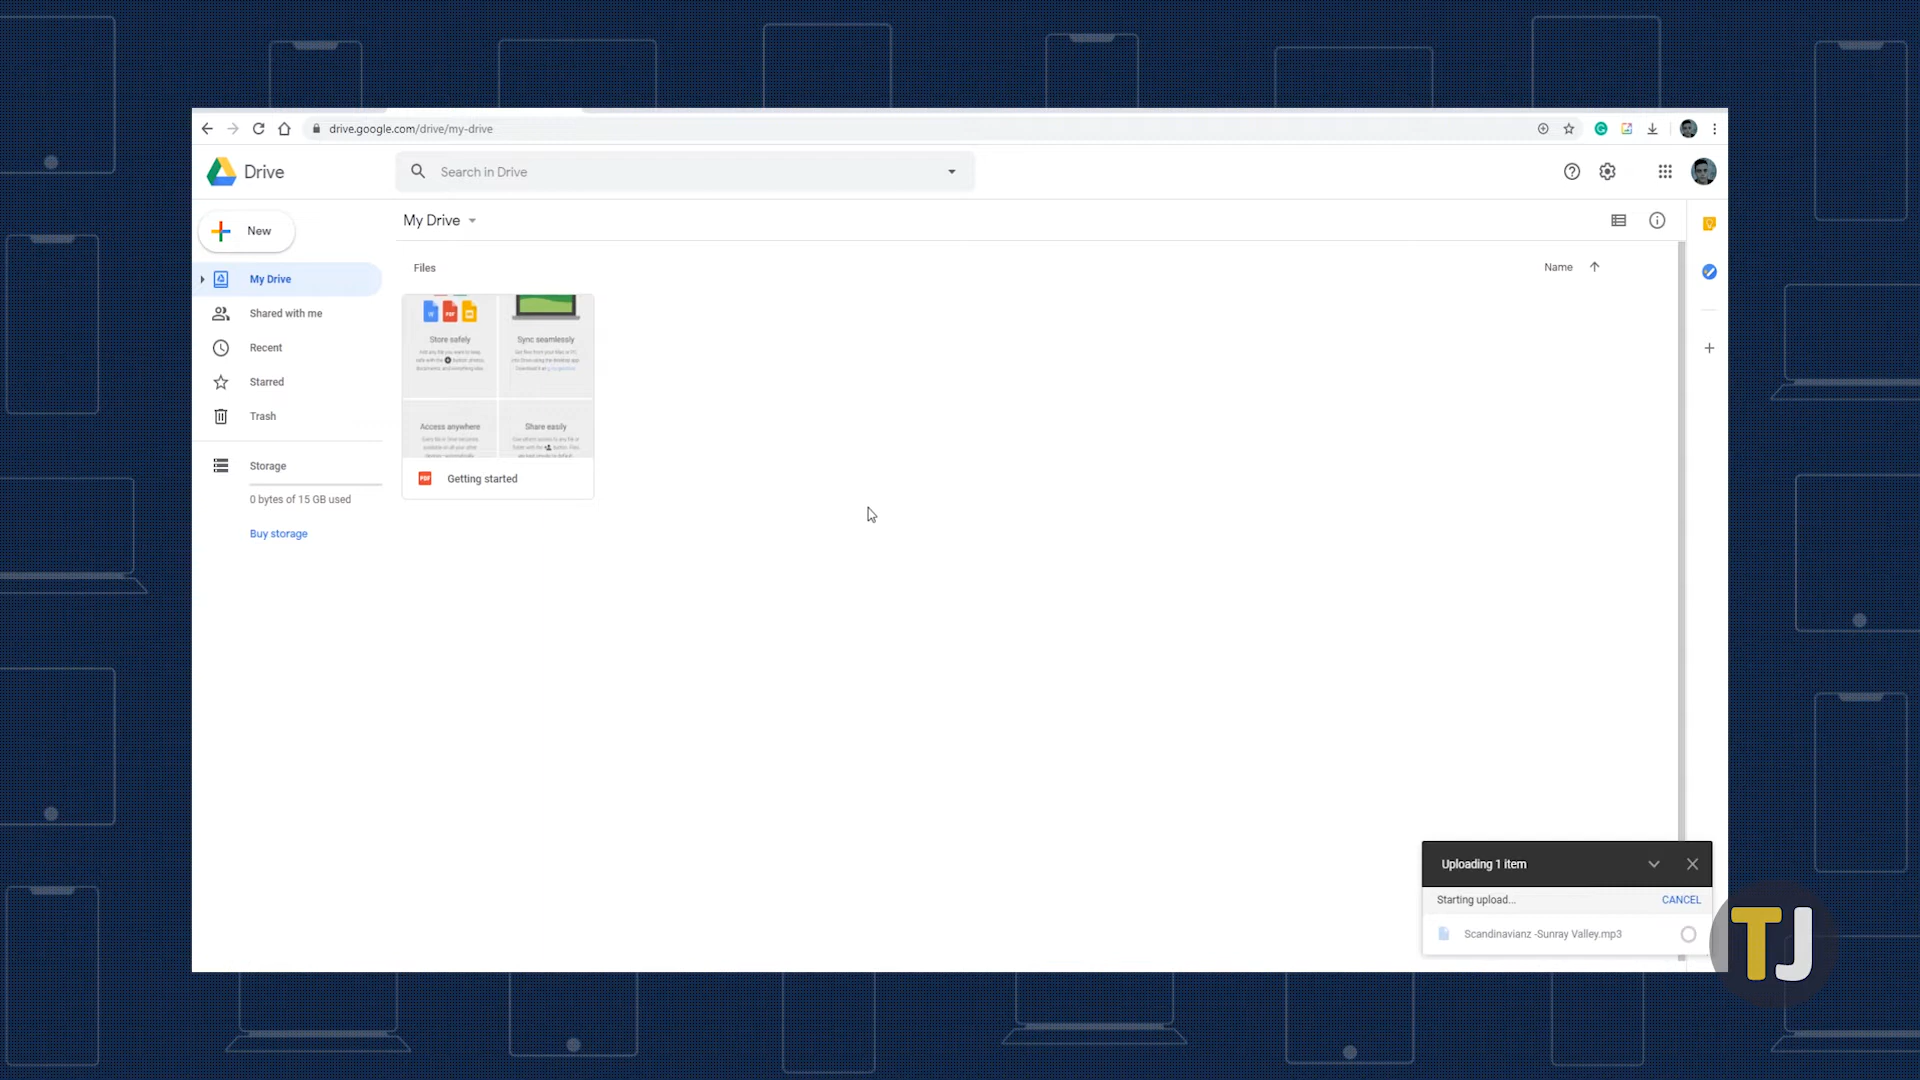 drive.google.com/drive/my-drive
Drive
Search in Drive
New
My Drive
Files
Name
My Drive
Shared with me
Recent
Starred
Trash
Storage
0 bytes of 15 GB used
Buy storage
Store safely
Sync seamlessly
Access anywhere
Share easily
PDF
Getting started
Uploading 1 item
Starting upload...
CANCEL
Scandinavianz -Sunray Valley.mp3
TJ